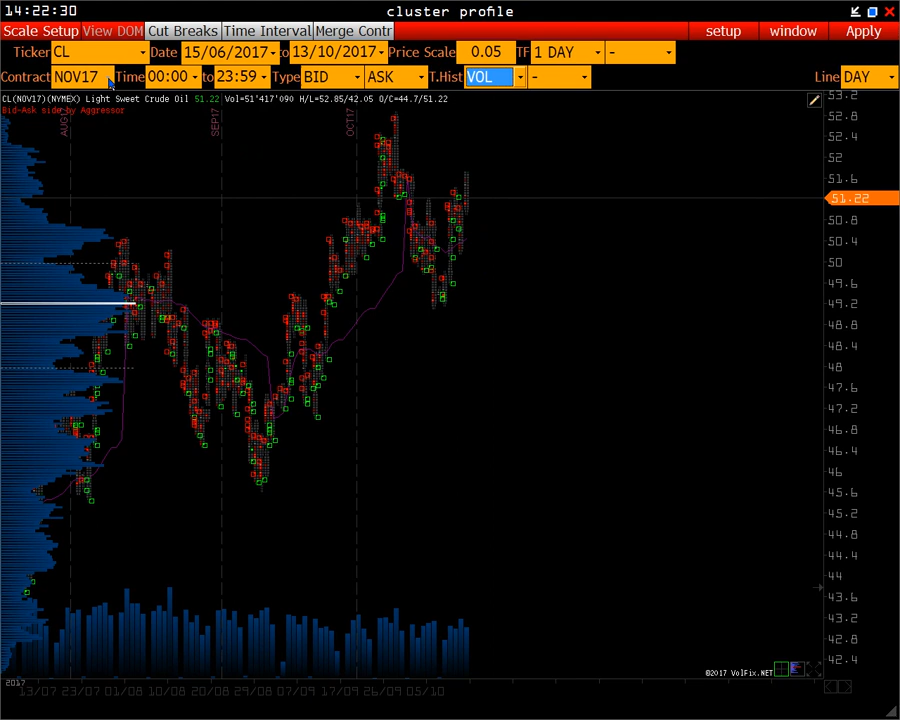 14:22:30 cluster profile
Scale Setup View DOM Cut Breaks Time Interval Merge Contr setup window Apply
Ticker CL Date 15/06/2017 to 13/10/2017 Price Scale 0.05 TF 1 DAY -
Contract NOV17 Time 00:00 to 23:59 Type BID ASK T.Hist VOL - Line DAY
CL(NOV17)(NYMEX) Light Sweet Crude Oil 51.22 Vol=51'417'090 H/L=52.85/42.05 O/C=44.7/51.22
Bid-Ask side by Aggressor
AUG17
SEP17
OCT17
53.2
52.8
52.4
52
51.6
51.22
50.8
50.4
50
49.6
49.2
48.8
48.4
48
47.6
47.2
46.8
46.4
46
45.6
45.2
44.8
44.4
44
43.6
43.2
42.8
42.4
©2017 VolFix.NET
2017
13/07 23/07 01/08 10/08 20/08 29/08 07/09 17/09 26/09 05/10